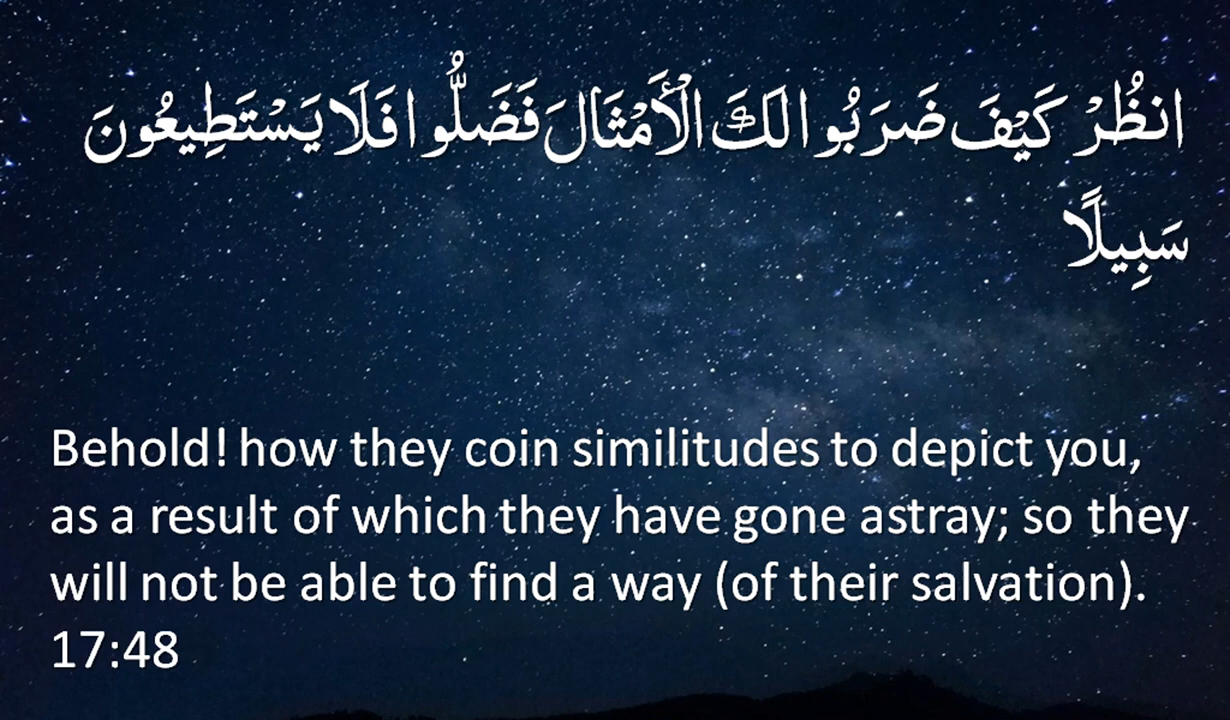 انظُرْ كَيْفَ ضَرَبُوا لَكَ الْأَمْثَالَ فَضَلُّوا فَلَا يَسْتَطِيعُونَ
سَبِيلًا
Behold! how they coin similitudes to depict you,
as a result of which they have gone astray; so they
will not be able to find a way (of their salvation).
17:48